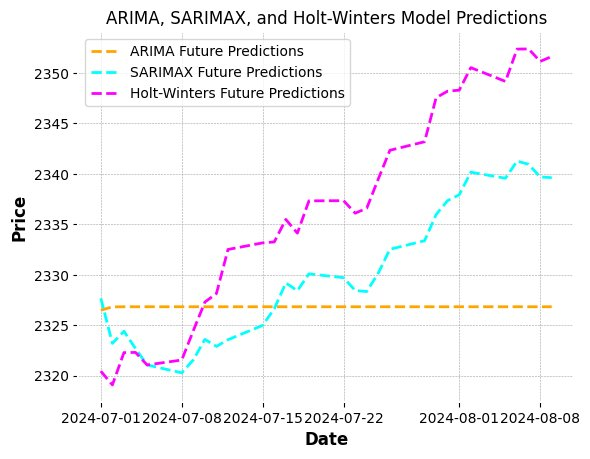 ARIMA, SARIMAX, and Holt-Winters Model Predictions
ARIMA Future Predictions
SARIMAX Future Predictions
Holt-Winters Future Predictions
2350
2345
2340
2335
2330
2325
2320
Price
2024-07-01 2024-07-08 2024-07-15 2024-07-22 2024-08-01 2024-08-08
Date